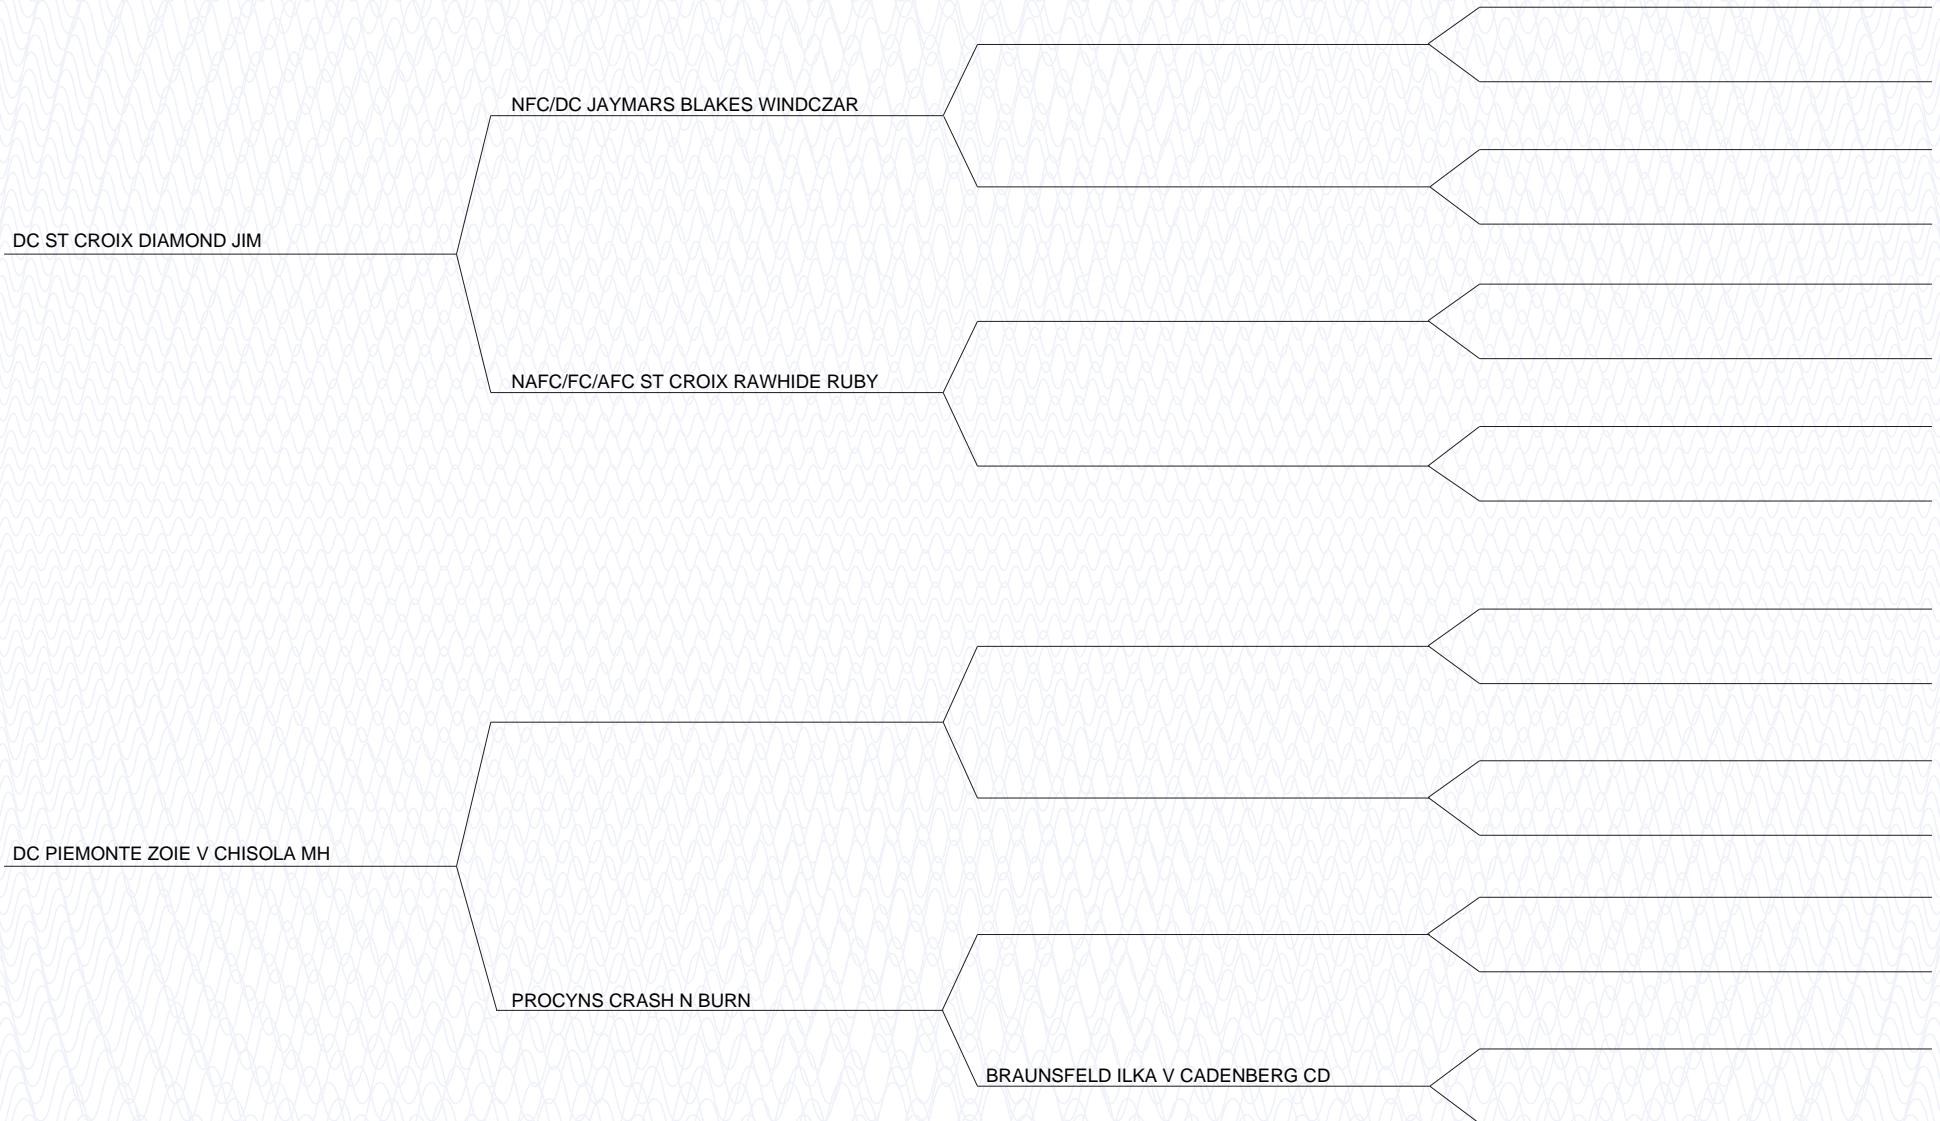 NFC/DC JAYMARS BLAKES WINDCZAR
DC ST CROIX DIAMOND JIM
NAFC/FC/AFC ST CROIX RAWHIDE RUBY
DC PIEMONTE ZOIE V CHISOLA MH
PROCYNS CRASH N BURN
BRAUNSFELD ILKA V CADENBERG CD